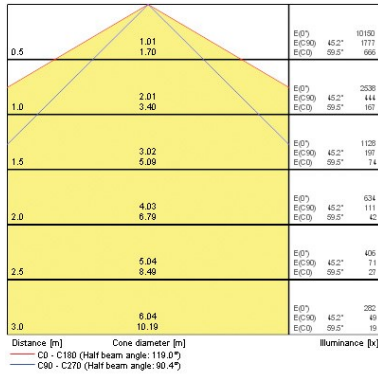 E(0°) 10150
1.01 E(C90) 45.2° 1777
0.5 1.70 E(C0) 59.5° 666
E(0°) 2538
2.01 E(C90) 45.2° 444
1.0 3.40 E(C0) 59.5° 167
E(0°) 1128
3.02 E(C90) 45.2° 197
1.5 5.09 E(C0) 59.5° 74
E(0°) 634
4.03 E(C90) 45.2° 111
2.0 6.79 E(C0) 59.5° 42
E(0°) 406
5.04 E(C90) 45.2° 71
2.5 8.49 E(C0) 59.5° 27
E(0°) 282
6.04 E(C90) 45.2° 49
3.0 10.19 E(C0) 59.5° 19
Distance [m] Cone diameter [m] Illuminance [lx]
C0 - C180 (Half beam angle: 119.0°)
C90 - C270 (Half beam angle: 90.4°)